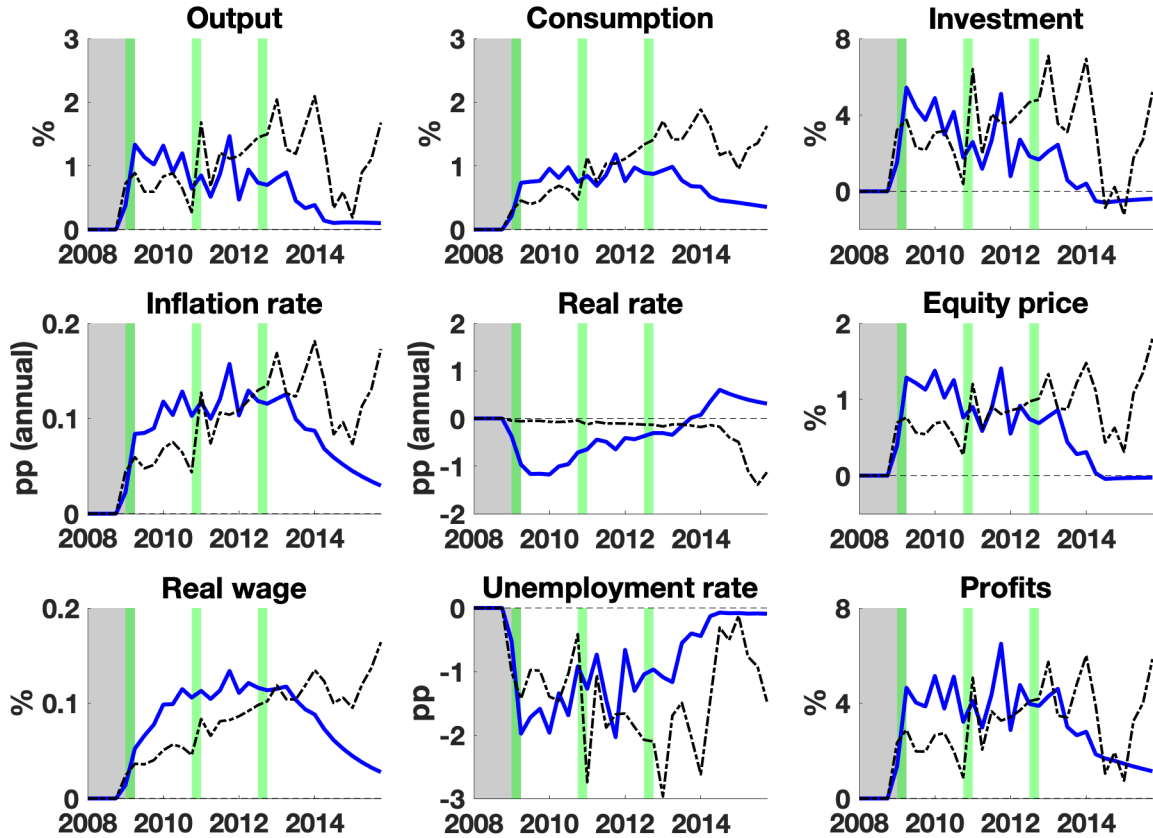 Output
3
2
1
0
%
2008 2010 2012 2014
Consumption
3
2
1
0
%
2008 2010 2012 2014
Investment
8
4
0
%
2008 2010 2012 2014
Inflation rate
0.2
0.1
0
pp (annual)
2008 2010 2012 2014
Real rate
2
1
0
-1
-2
pp (annual)
2008 2010 2012 2014
Equity price
2
1
0
%
2008 2010 2012 2014
Real wage
0.2
0.1
0
%
2008 2010 2012 2014
Unemployment rate
0
-1
-2
-3
pp
2008 2010 2012 2014
Profits
8
4
0
%
2008 2010 2012 2014